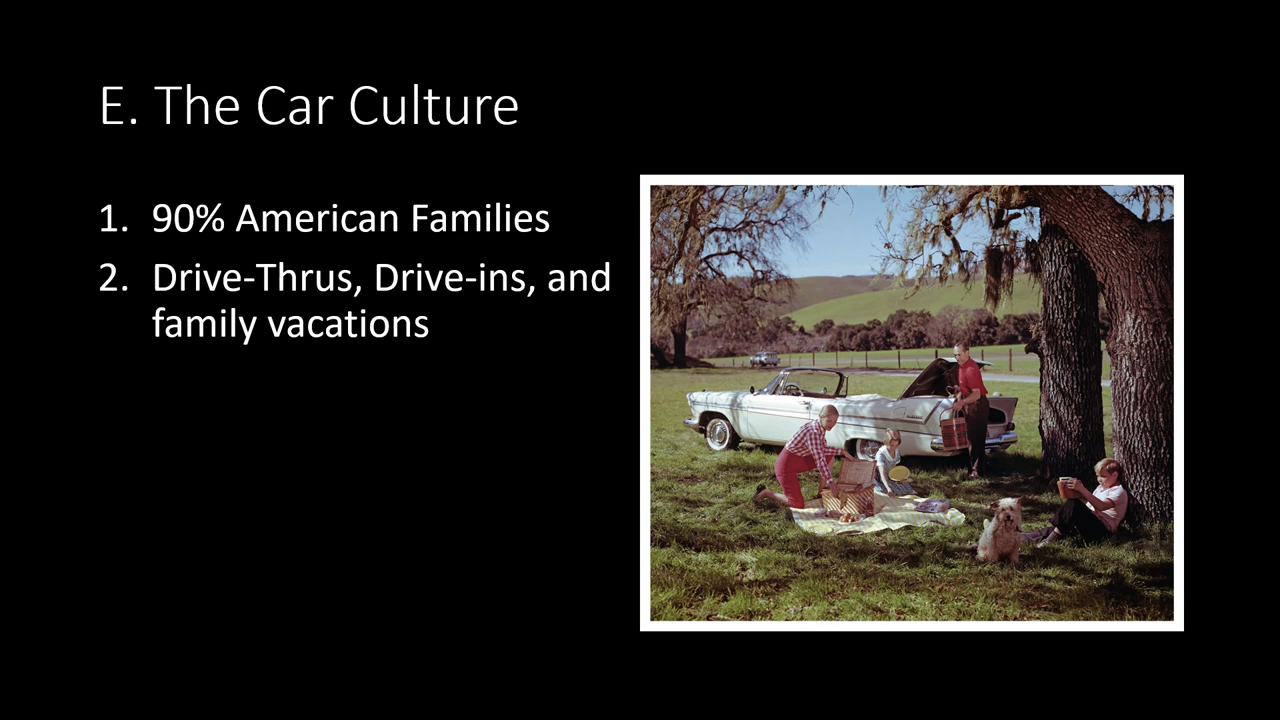 E. The Car Culture
1. 90% American Families
2. Drive-Thrus, Drive-ins, and
family vacations